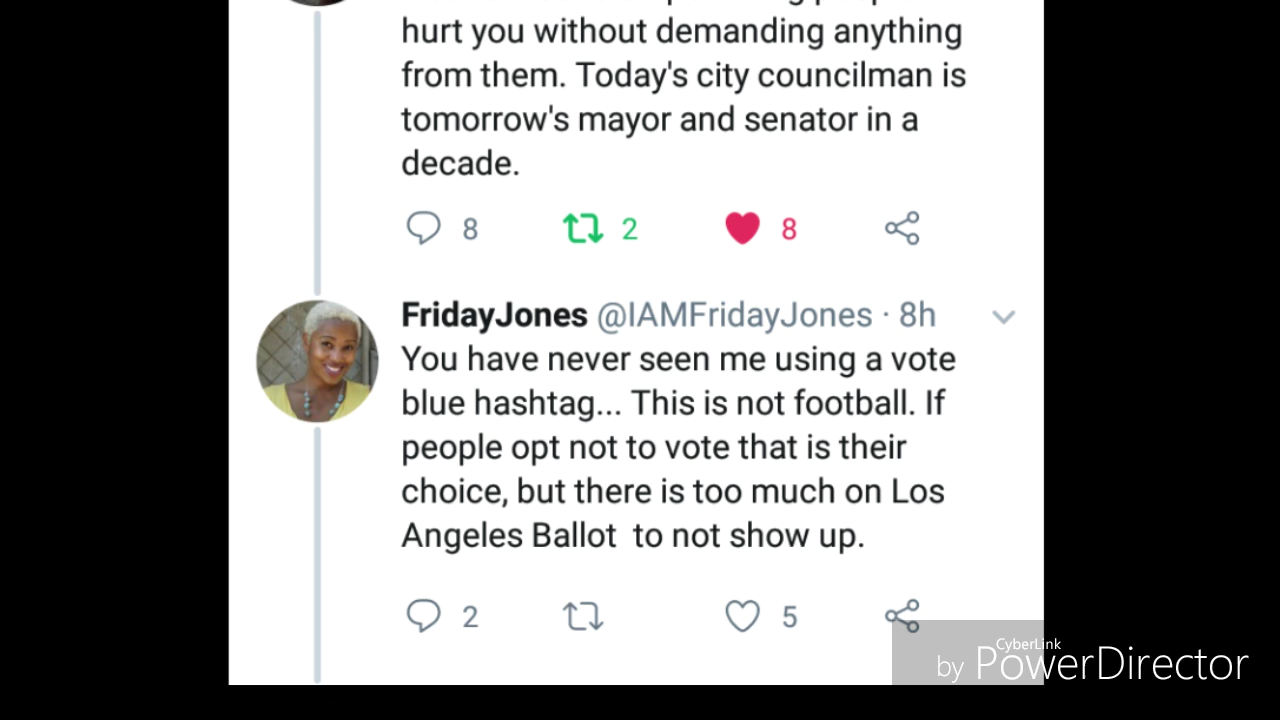 hurt you without demanding anything
from them. Today's city councilman is
tomorrow's mayor and senator in a
decade.
8 2 8
FridayJones @IAMFridayJones · 8h
You have never seen me using a vote
blue hashtag... This is not football. If
people opt not to vote that is their
choice, but there is too much on Los
Angeles Ballot to not show up.
2 5
CyberLink
by PowerDirector